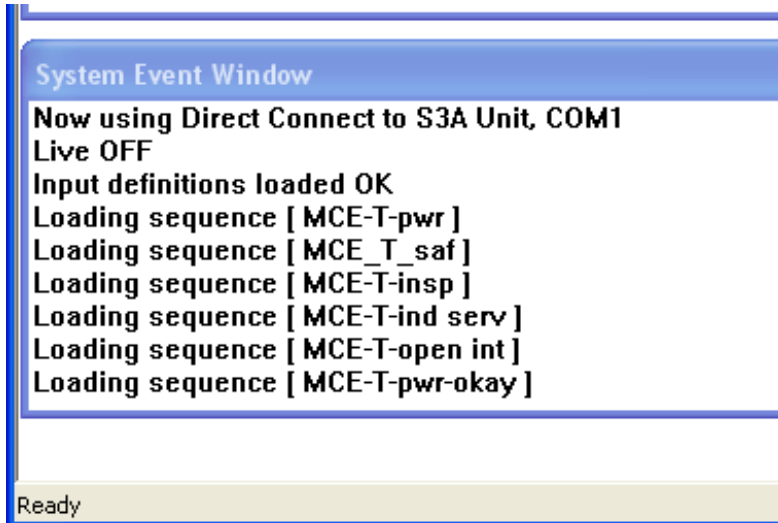 System Event Window
Now using Direct Connect to S3A Unit, COM1
Live OFF
Input definitions loaded OK
Loading sequence [ MCE-T-pwr ]
Loading sequence [ MCE_T_saf ]
Loading sequence [ MCE-T-insp ]
Loading sequence [ MCE-T-ind serv ]
Loading sequence [ MCE-T-open int ]
Loading sequence [ MCE-T-pwr-okay ]
Ready